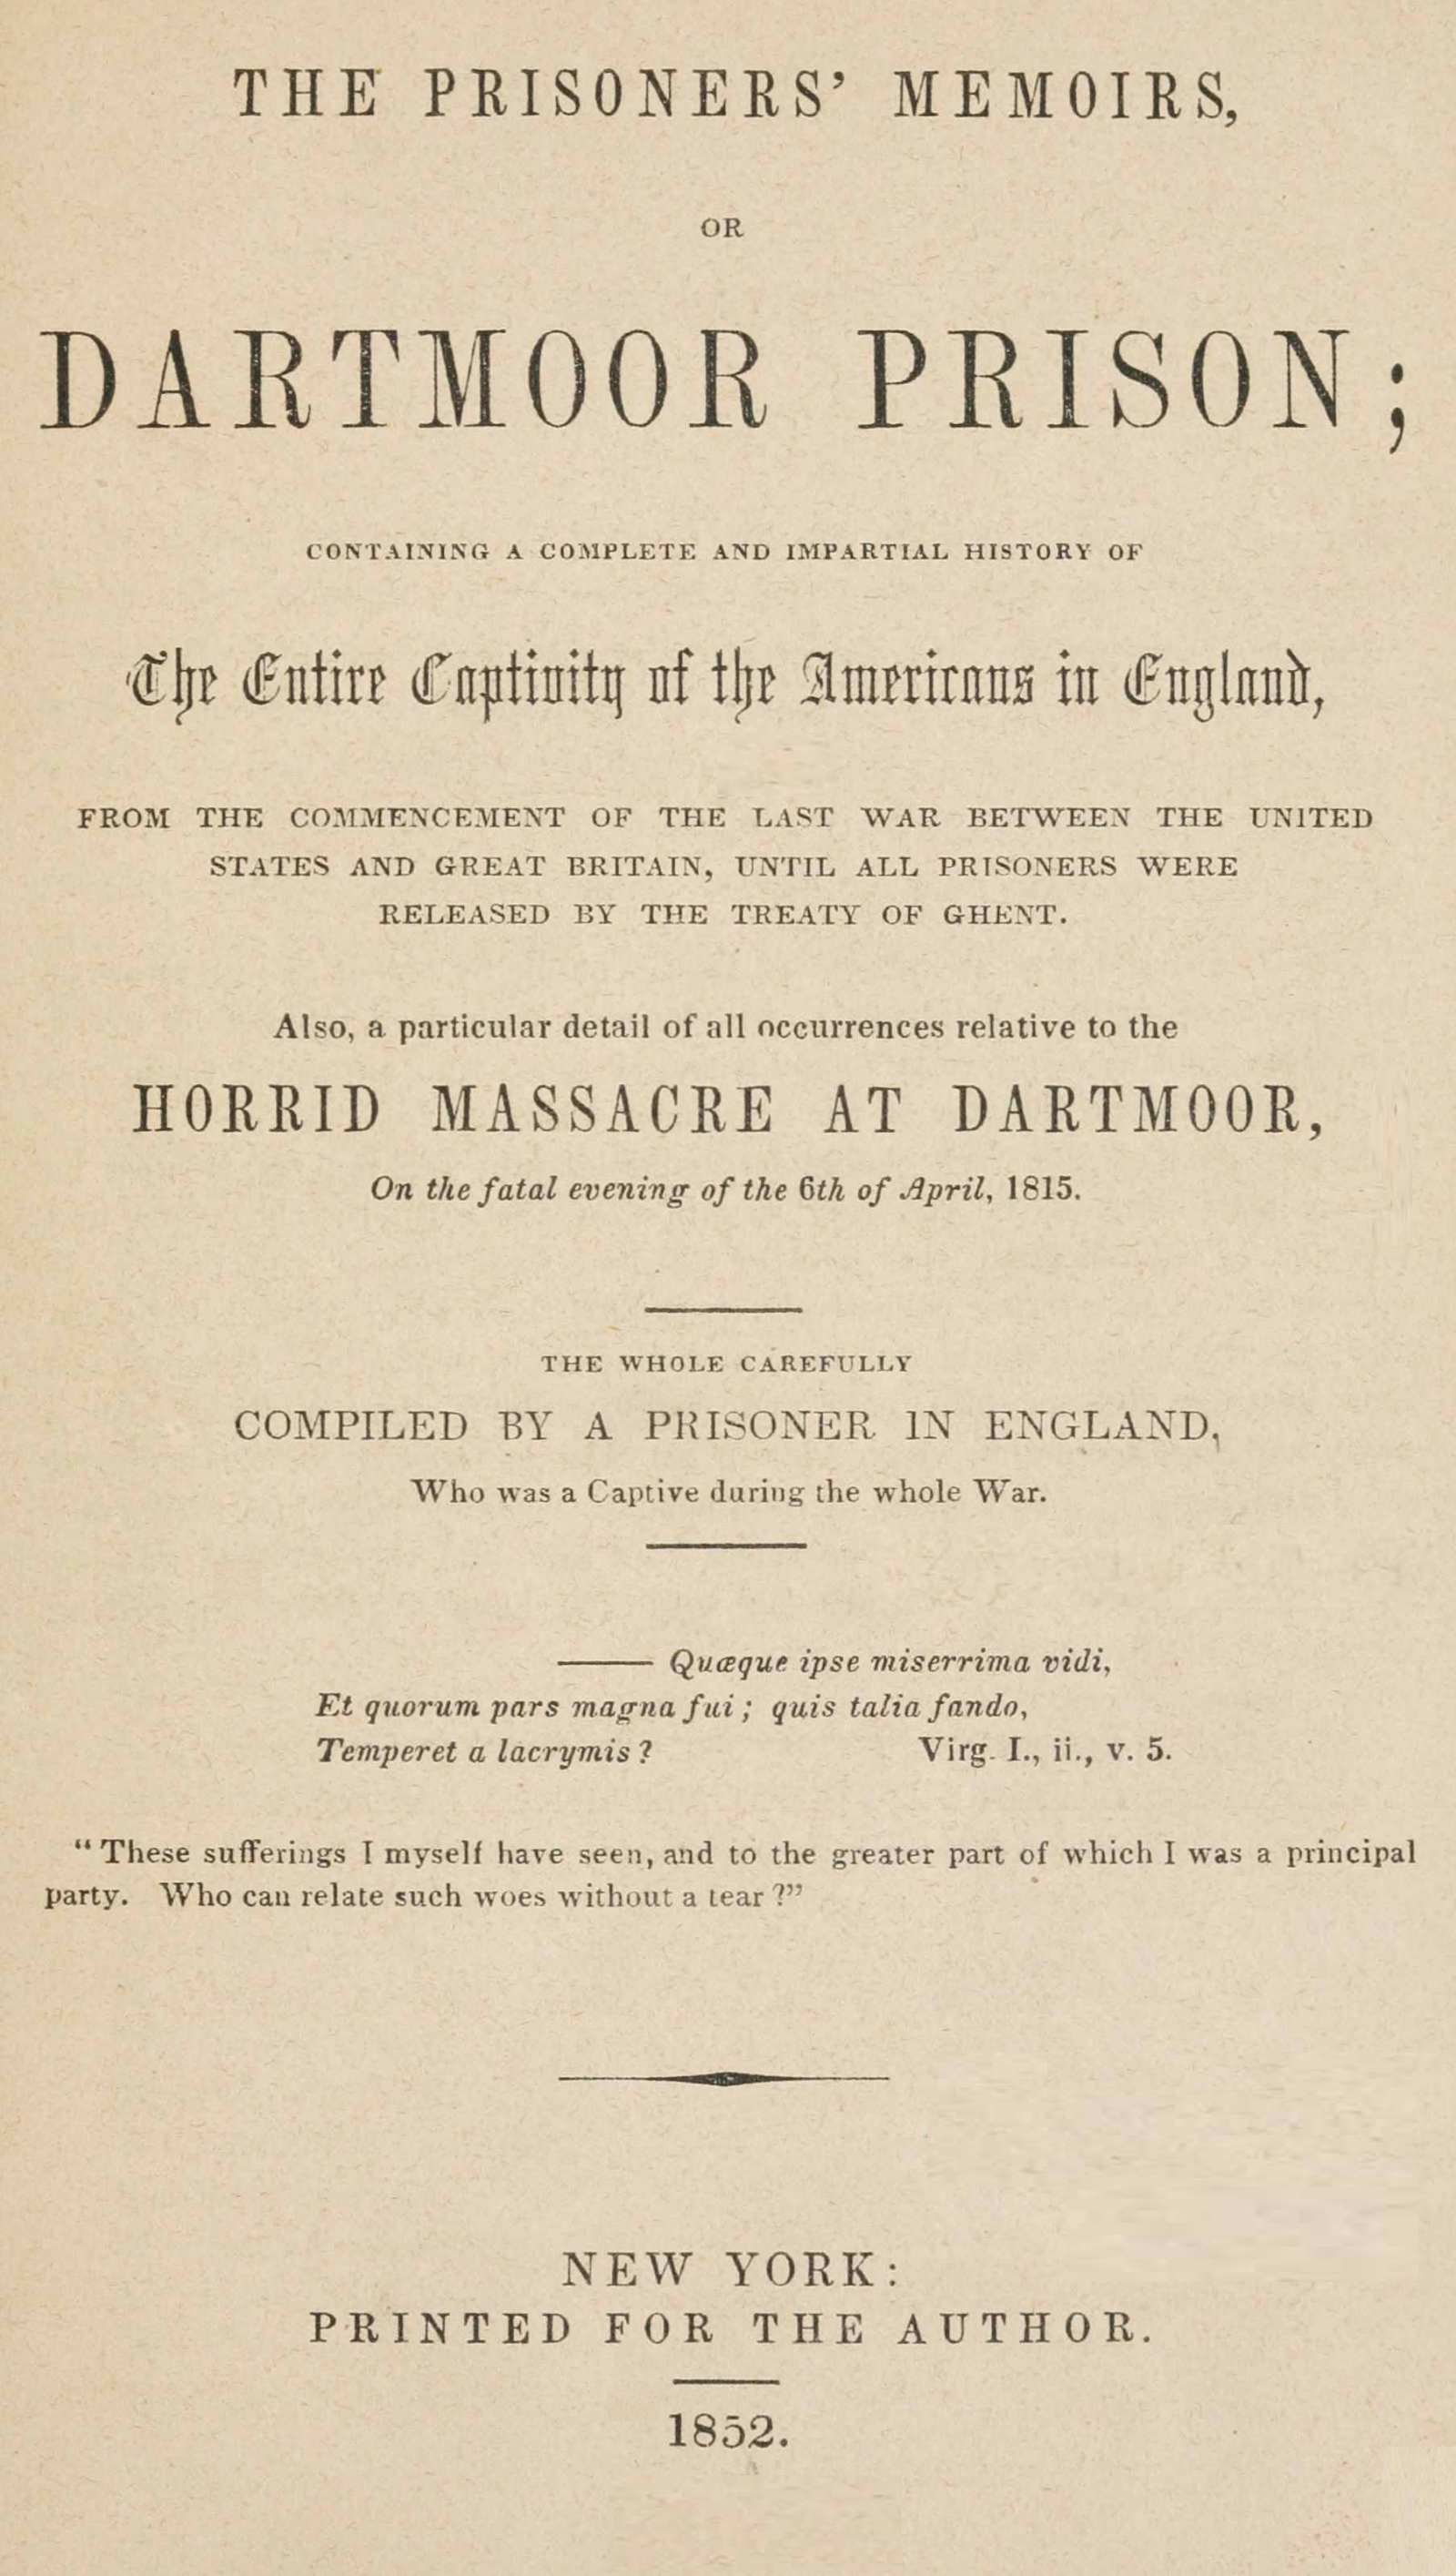 THE PRISONERS’ MEMOIRS,
OR
DARTMOOR PRISON;
CONTAINING A COMPLETE AND IMPARTIAL HISTORY OF
The Entire Captivity of the Americans in England,
FROM THE COMMENCEMENT OF THE LAST WAR BETWEEN THE UNITED
STATES AND GREAT BRITAIN, UNTIL ALL PRISONERS WERE
RELEASED BY THE TREATY OF GHENT.
Also, a particular detail of all occurrences relative to the
HORRID MASSACRE AT DARTMOOR,
On the fatal evening of the 6th of April, 1815.
THE WHOLE CAREFULLY
COMPILED BY A PRISONER IN ENGLAND,
Who was a Captive during the whole War.
—— Quæque ipse miserrima vidi,
Et quorum pars magna fui; quis talia fando,
Temperet a lacrymis? Virg. I., ii., v. 5.
“These sufferings I myself have seen, and to the greater part of which I was a principal
party. Who can relate such woes without a tear?”
NEW YORK:
PRINTED FOR THE AUTHOR.
1852.